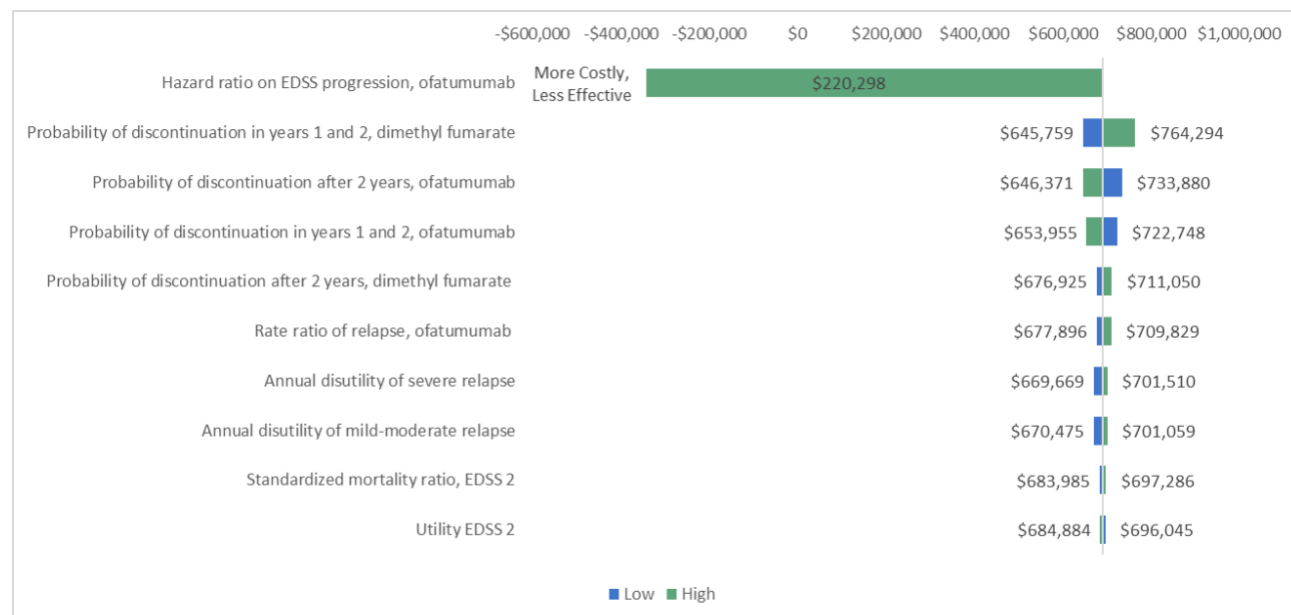 -$600,000 -$400,000 -$200,000 $0 $200,000 $400,000 $600,000 $800,000 $1,000,000
Hazard ratio on EDSS progression, ofatumumab More Costly, $220,298
Less Effective
Probability of discontinuation in years 1 and 2, dimethyl fumarate $645,759 $764,294
Probability of discontinuation after 2 years, ofatumumab $646,371 $733,880
Probability of discontinuation in years 1 and 2, ofatumumab $653,955 $722,748
Probability of discontinuation after 2 years, dimethyl fumarate $676,925 $711,050
Rate ratio of relapse, ofatumumab $677,896 $709,829
Annual disutility of severe relapse $669,669 $701,510
Annual disutility of mild-moderate relapse $670,475 $701,059
Standardized mortality ratio, EDSS 2 $683,985 $697,286
Utility EDSS 2 $684,884 $696,045
Low High